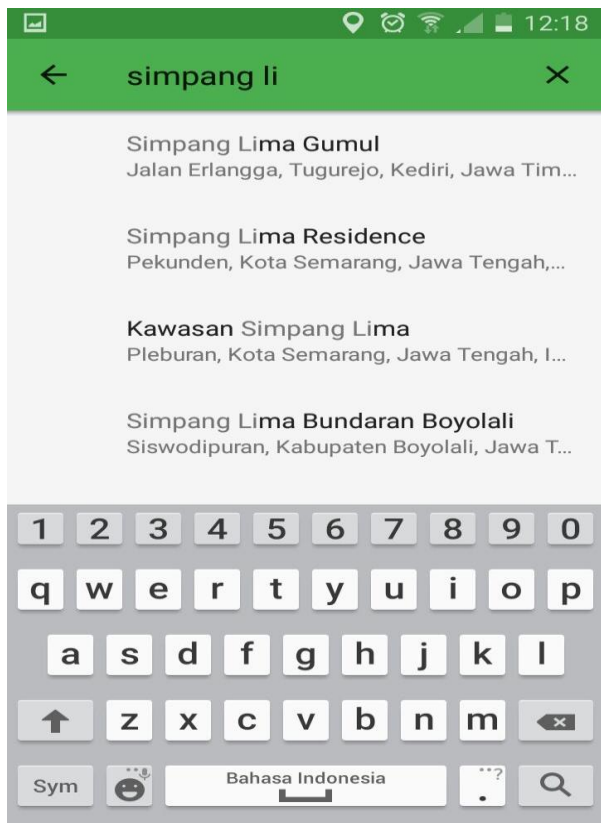 12:18
simpang li
Simpang Lima Gumul
Jalan Erlangga, Tugurejo, Kediri, Jawa Tim...
Simpang Lima Residence
Pekunden, Kota Semarang, Jawa Tengah,...
Kawasan Simpang Lima
Pleburan, Kota Semarang, Jawa Tengah, I...
Simpang Lima Bundaran Boyolali
Siswodipuran, Kabupaten Boyolali, Jawa T...
1 2 3 4 5 6 7 8 9 0
q w e r t y u i o p
a s d f g h j k l
z x c v b n m
Sym Bahasa Indonesia ...? .